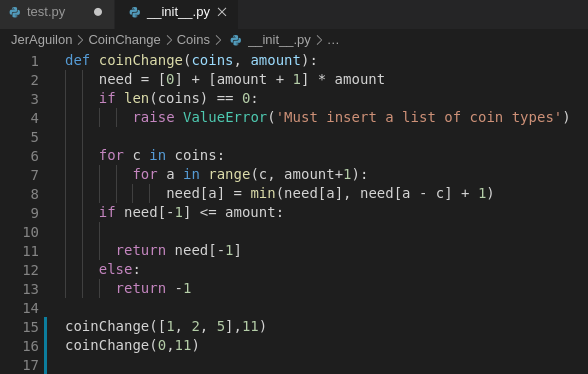 test.py ● __init__.py ×
JerAguilon > CoinChange > Coins > __init__.py > ...
1 def coinChange(coins, amount):
2 need = [0] + [amount + 1] * amount
3 if len(coins) == 0:
4 raise ValueError('Must insert a list of coin types')
5
6 for c in coins:
7 for a in range(c, amount+1):
8 need[a] = min(need[a], need[a - c] + 1)
9 if need[-1] <= amount:
10
11 return need[-1]
12 else:
13 return -1
14
15 coinChange([1, 2, 5],11)
16 coinChange(0,11)
17